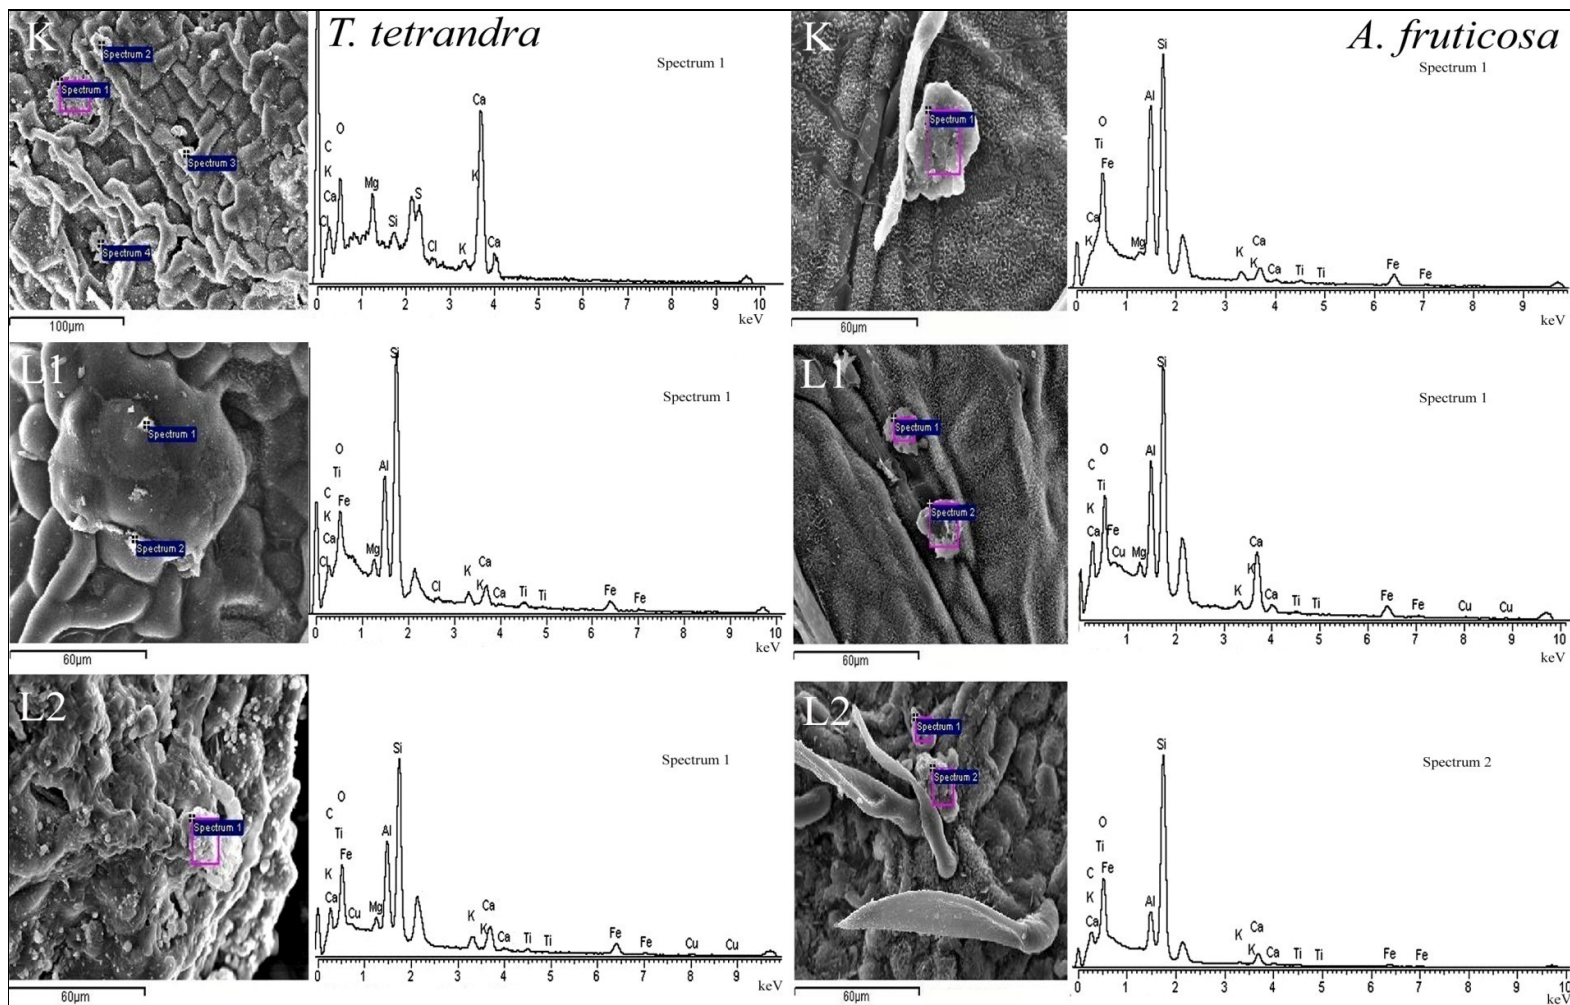 K
Spectrum 2
Spectrum 1
Spectrum 3
Spectrum 4
100µm
T. tetrandra
Spectrum 1
Ca
O
C
K
Mg
K
S
Ca
Si
Cl
Cl
K
Ca
0 1 2 3 4 5 6 7 8 9 10
keV
K
Spectrum 1
60µm
A. fruticosa
Spectrum 1
Si
Al
O
Ti
Fe
Ca
K
Mg
Ca
K
K
Ca
Ti
Ti
Fe
Fe
0 1 2 3 4 5 6 7 8 9
keV
L1
Spectrum 1
Spectrum 2
60µm
Spectrum 1
Si
O
Al
Ti
C
Fe
K
Ca
Mg
Cl
Cl
K
Ca
K
Ca
Ti
Ti
Fe
Fe
0 1 2 3 4 5 6 7 8 9 10
keV
L1
Spectrum 1
Spectrum 2
60µm
Spectrum 1
Si
O
Al
C
Ti
K
Ca
Fe
Cu
Mg
Ca
K
K
Ca
Ti
Ti
Fe
Fe
Cu
Cu
1 2 3 4 5 6 7 8 9 10
keV
L2
Spectrum 1
60µm
Spectrum 1
Si
O
C
Al
Ti
Fe
K
Ca
Cu
Mg
K
Ca
K
Ca
Ti
Ti
Fe
Fe
Cu
Cu
0 1 2 3 4 5 6 7 8 9
keV
L2
Spectrum 1
Spectrum 2
60µm
Spectrum 2
Si
O
Ti
C
Fe
K
Al
Ca
K
Ca
K
Ca
Ti
Ti
Fe
Fe
0 1 2 3 4 5 6 7 8 9 10
keV